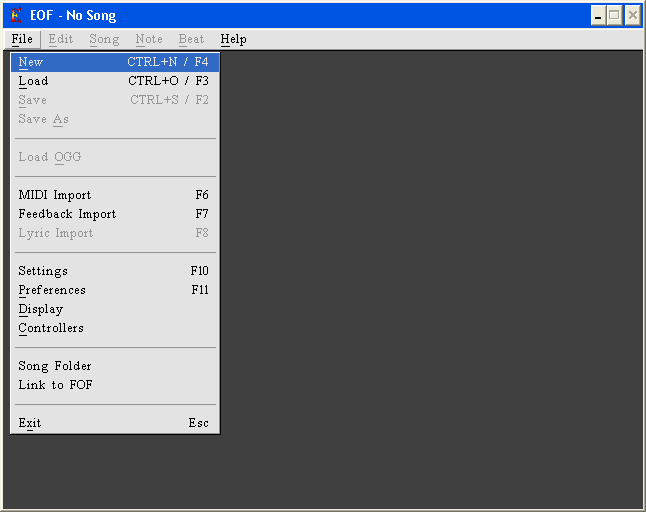 EOF - No Song
File Edit Song Note Beat Help
New CTRL+N / F4
Load CTRL+O / F3
Save CTRL+S / F2
Save As
Load OGG
MIDI Import F6
Feedback Import F7
Lyric Import F8
Settings F10
Preferences F11
Display
Controllers
Song Folder
Link to FOF
Exit Esc